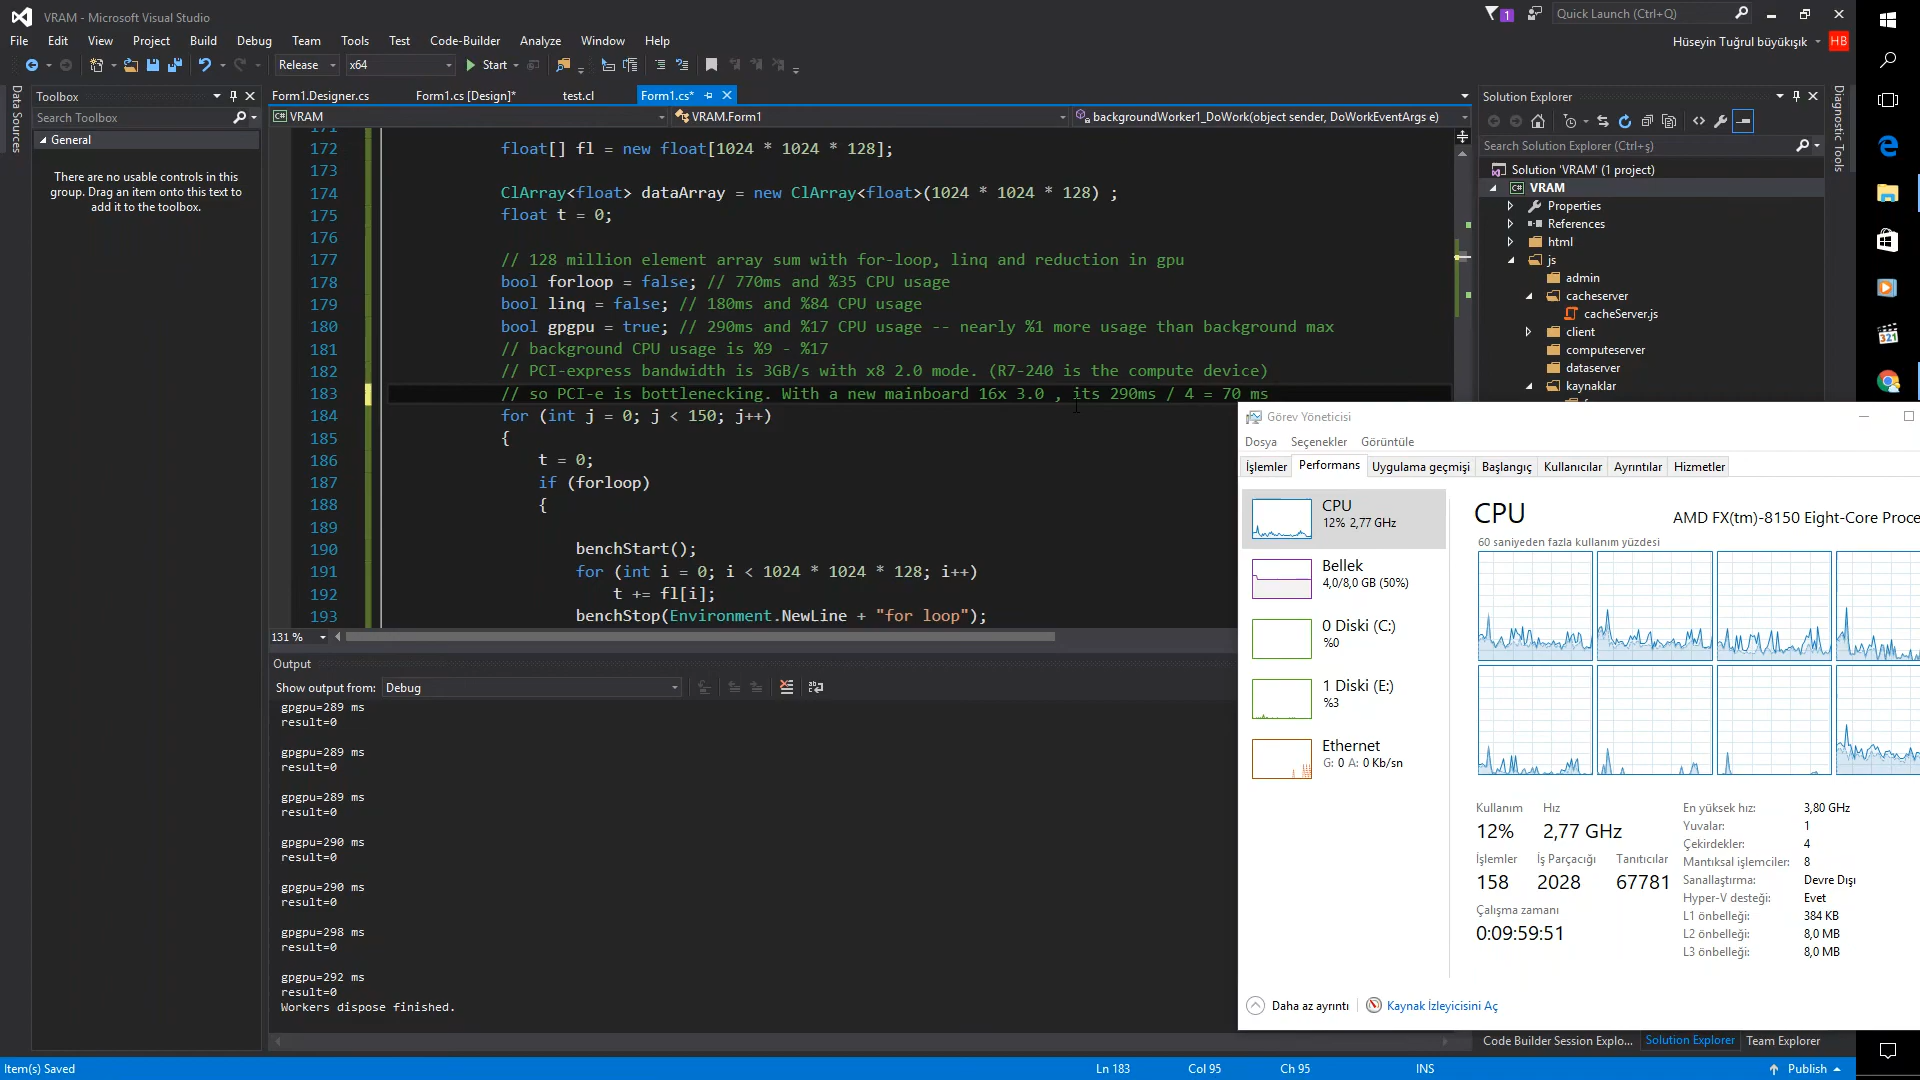 VRAM - Microsoft Visual Studio
1
Quick Launch (Ctrl+Q)
File Edit View Project Build Debug Team Tools Test Code-Builder Analyze Window Help
Hüseyin Tuğrul büyükışık HB
Release x64 Start
Data Sources
Toolbox
Search Toolbox
General
There are no usable controls in this
group. Drag an item onto this text to
add it to the toolbox.
Form1.Designer.cs Form1.cs [Design]* test.cl Form1.cs*
VRAM VRAM.Form1 backgroundWorker1_DoWork(object sender, DoWorkEventArgs e)
171
172 float[] fl = new float[1024 * 1024 * 128];
173
174 ClArray<float> dataArray = new ClArray<float>(1024 * 1024 * 128) ;
175 float t = 0;
176
177 // 128 million element array sum with for-loop, linq and reduction in gpu
178 bool forloop = false; // 770ms and %35 CPU usage
179 bool linq = false; // 180ms and %84 CPU usage
180 bool gpgpu = true; // 290ms and %17 CPU usage -- nearly %1 more usage than background max
181 // background CPU usage is %9 - %17
182 // PCI-express bandwidth is 3GB/s with x8 2.0 mode. (R7-240 is the compute device)
183 // so PCI-e is bottlenecking. With a new mainboard 16x 3.0 , its 290ms / 4 = 70 ms
184 for (int j = 0; j < 150; j++)
185 {
186 t = 0;
187 if (forloop)
188 {
189
190 benchStart();
191 for (int i = 0; i < 1024 * 1024 * 128; i++)
192 t += fl[i];
193 benchStop(Environment.NewLine + "for loop");
131 %
Output
Show output from: Debug
gpgpu=289 ms
result=0
gpgpu=289 ms
result=0
gpgpu=289 ms
result=0
gpgpu=290 ms
result=0
gpgpu=290 ms
result=0
gpgpu=298 ms
result=0
gpgpu=292 ms
result=0
Workers dispose finished.
Solution Explorer
Search Solution Explorer (Ctrl+ş)
Solution 'VRAM' (1 project)
VRAM
Properties
References
html
js
admin
cacheserver
cacheServer.js
client
computeserver
dataserver
kaynaklar
Diagnostic Tools
321
Görev Yöneticisi
Dosya Seçenekler Görüntüle
İşlemler Performans Uygulama geçmişi Başlangıç Kullanıcılar Ayrıntılar Hizmetler
CPU
12% 2,77 GHz
Bellek
4,0/8,0 GB (50%)
0 Diski (C:)
%0
1 Diski (E:)
%3
Ethernet
G: 0 A: 0 Kb/sn
CPU AMD FX(tm)-8150 Eight-Core Proce
60 saniyeden fazla kullanım yüzdesi
Kullanım Hız
12% 2,77 GHz
İşlemler İş Parçacığı Tanıtıcılar
158 2028 67781
Çalışma zamanı
0:09:59:51
En yüksek hız: 3,80 GHz
Yuvalar: 1
Çekirdekler: 4
Mantıksal işlemciler: 8
Sanallaştırma: Devre Dışı
Hyper-V desteği: Evet
L1 önbelleği: 384 KB
L2 önbelleği: 8,0 MB
L3 önbelleği: 8,0 MB
Daha az ayrıntı Kaynak İzleyicisini Aç
Code Builder Session Explo... Solution Explorer Team Explorer
Item(s) Saved Ln 183 Col 95 Ch 95 INS Publish